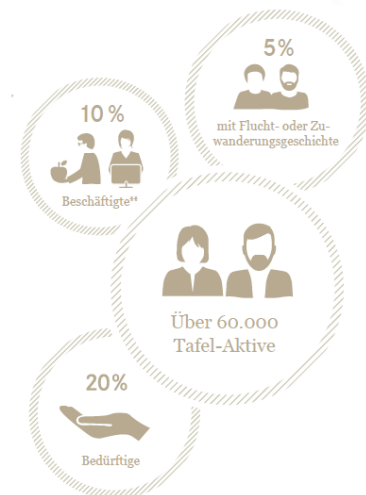 5%
mit Flucht- oder Zu-
wanderungsgeschichte
10%
Beschäftigte**
Über 60.000
Tafel-Aktive
20%
Bedürftige